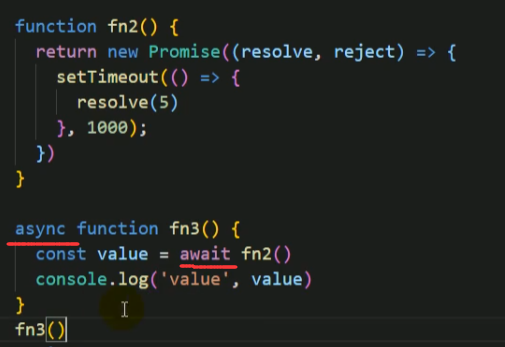 function fn2() {
return new Promise((resolve, reject) => {
setTimeout(() => {
resolve(5)
}, 1000);
})
}
async function fn3() {
const value = await fn2()
console.log('value', value)
}
fn3()